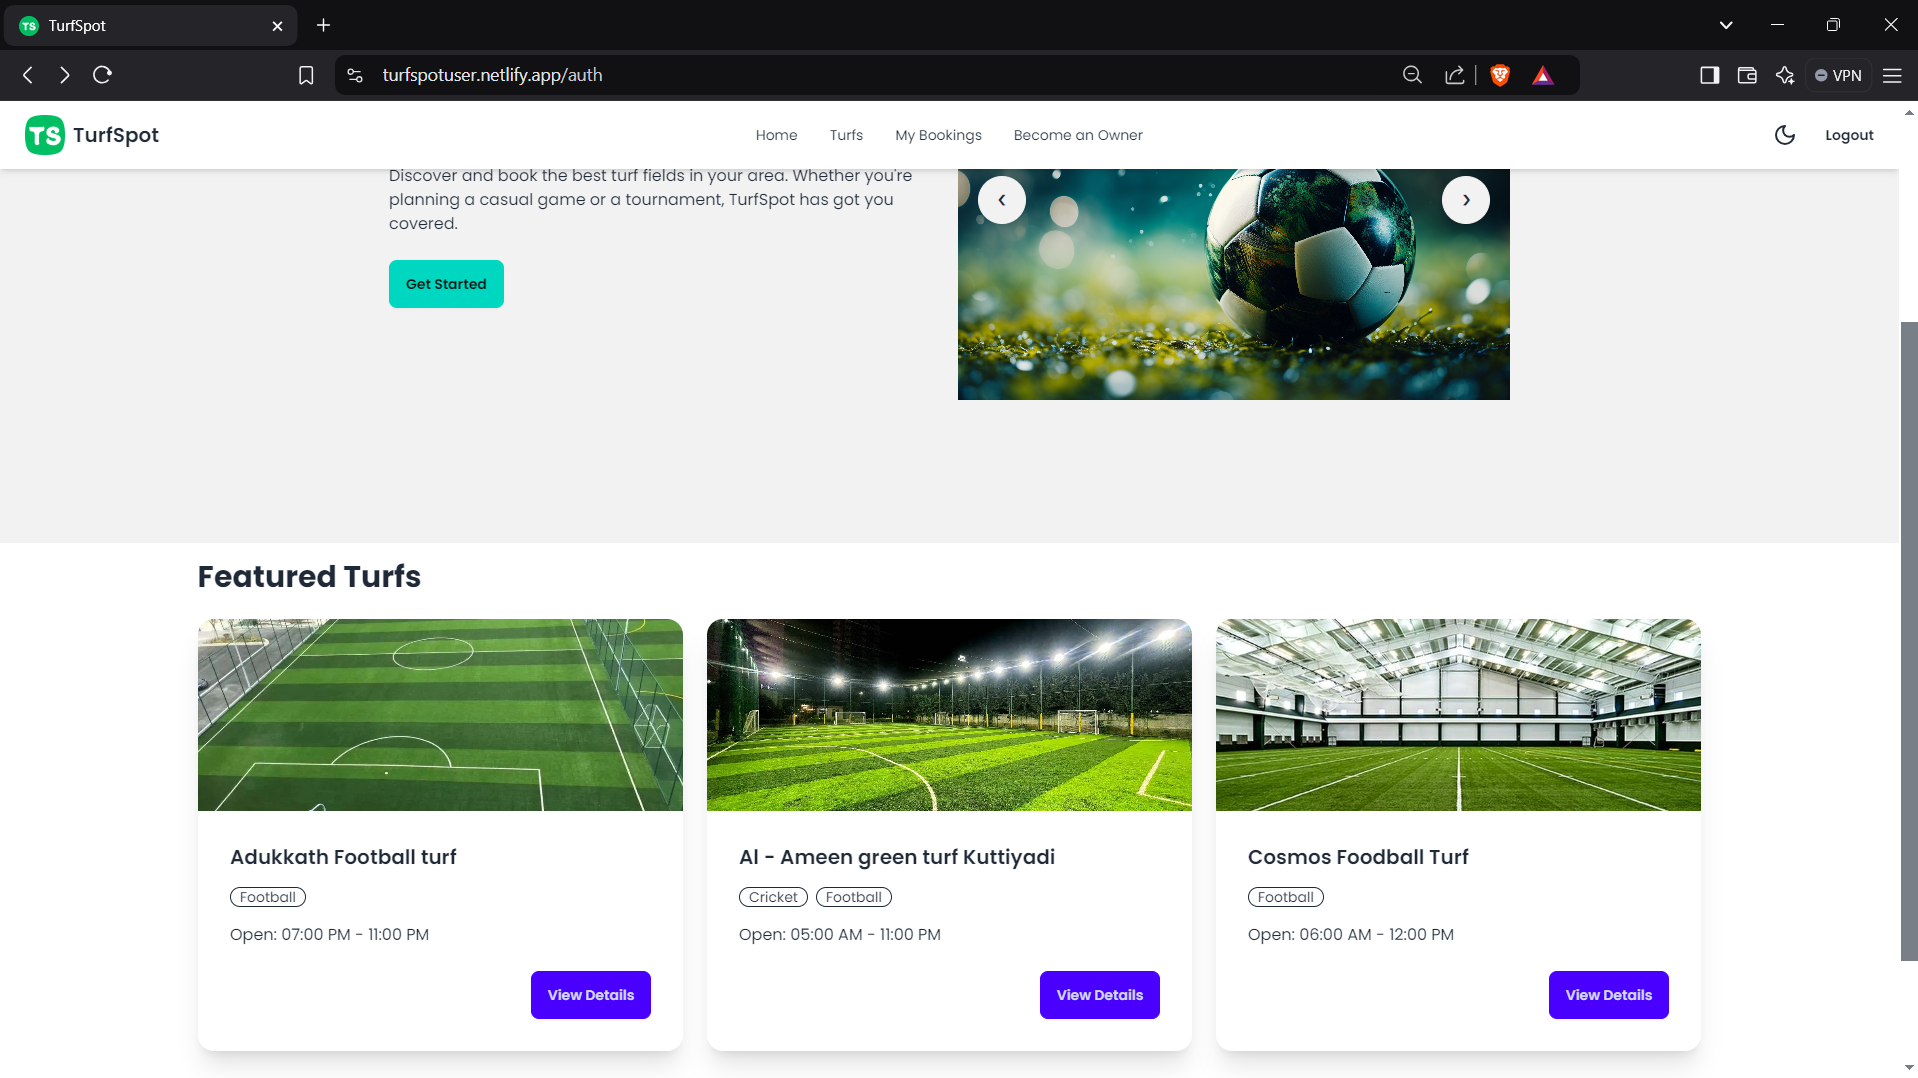 TS TurfSpot
turfspotuser.netlify.app/auth
VPN
TS TurfSpot
Home
Turfs
My Bookings
Become an Owner
Logout
Discover and book the best turf fields in your area. Whether you're
planning a casual game or a tournament, TurfSpot has got you
covered.
Get Started
Featured Turfs
Adukkath Football turf
Football
Open: 07:00 PM - 11:00 PM
View Details
Al - Ameen green turf Kuttiyadi
Cricket Football
Open: 05:00 AM - 11:00 PM
View Details
Cosmos Foodball Turf
Football
Open: 06:00 AM - 12:00 PM
View Details